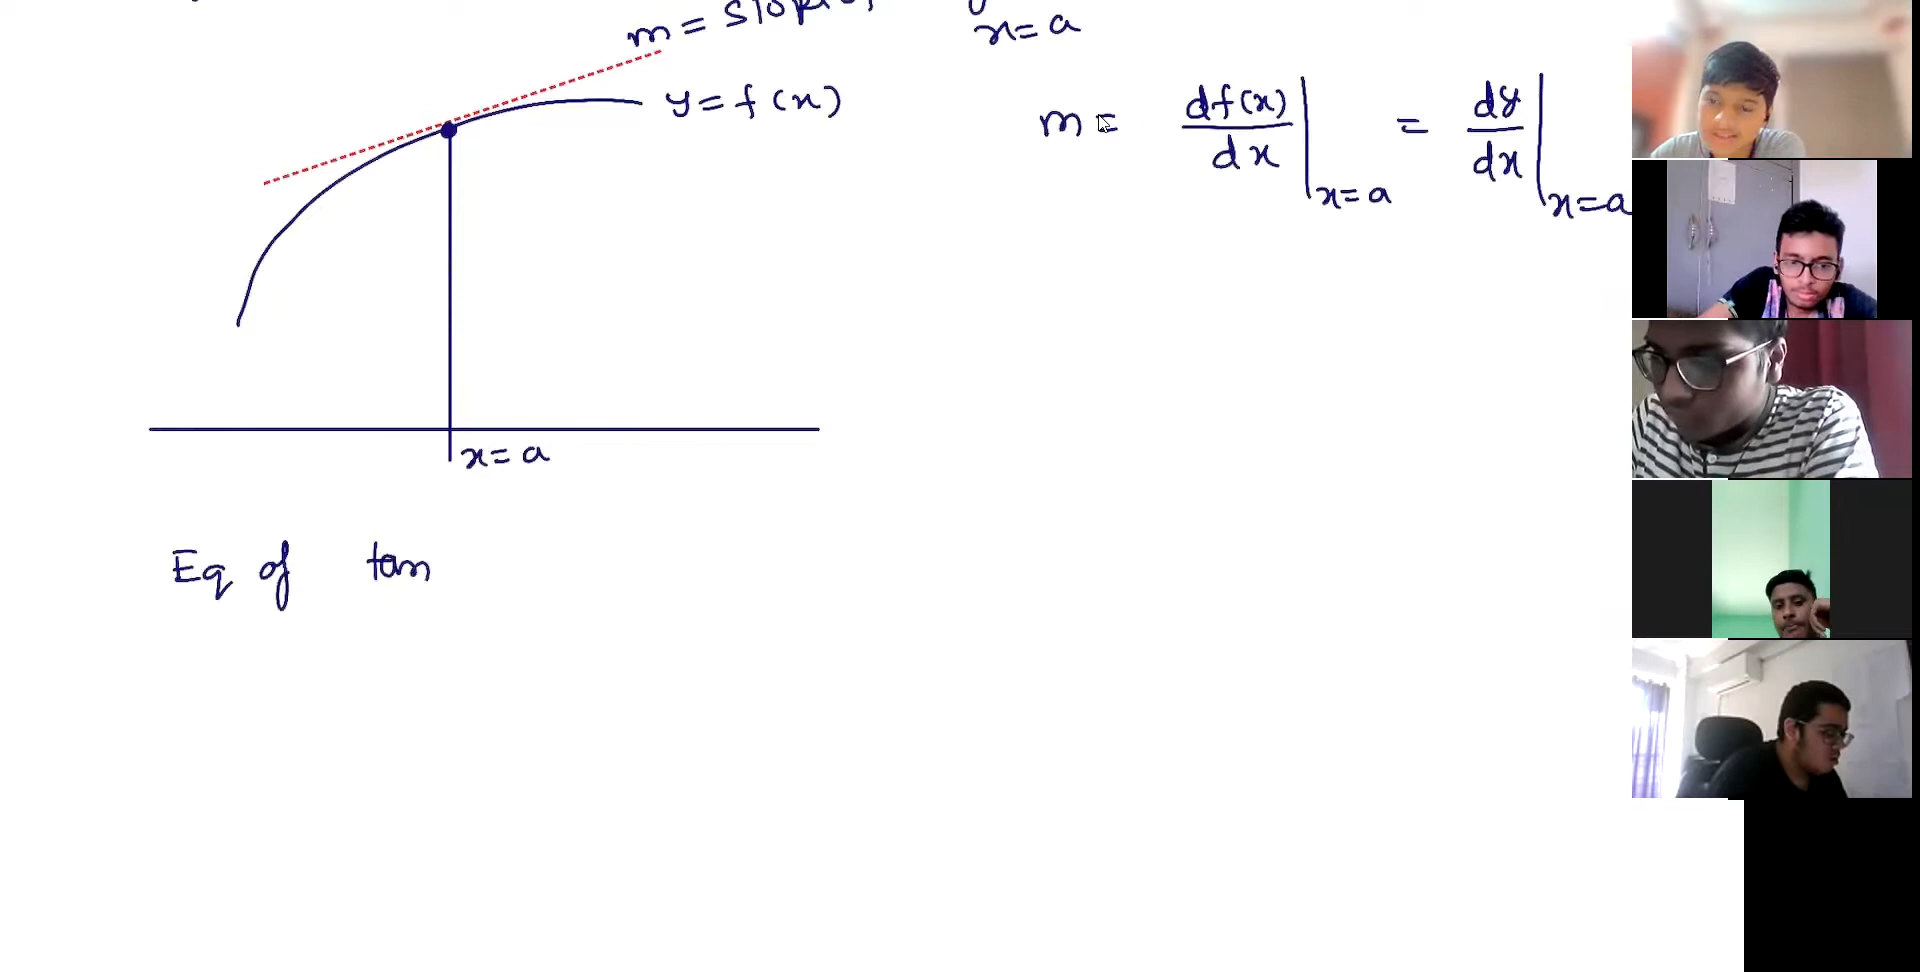 m = slope
x = a
y = f(x)
m = df(x)/dx |x=a = dy/dx |x=a
x = a
Eq of tan